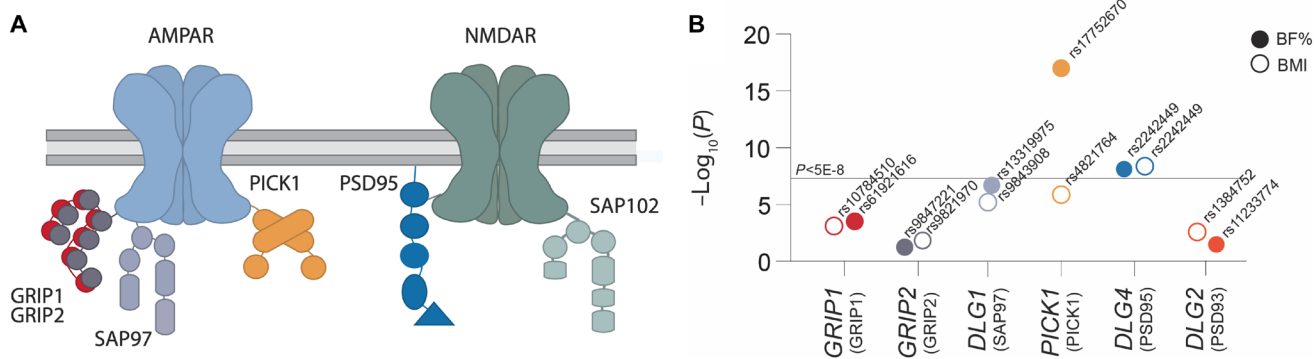 A
AMPAR
NMDAR
PICK1
PSD95
SAP102
GRIP1
GRIP2
SAP97
B
−Log10(P)
20
15
10
5
0
P<5E-8
rs10784510
rs61921616
rs9847221
rs9821970
rs13319975
rs9843908
rs17752670
rs4821764
rs2242449
rs2242449
rs1384752
rs11233774
BF%
BMI
GRIP1
(GRIP1)
GRIP2
(GRIP2)
DLG1
(SAP97)
PICK1
(PICK1)
DLG4
(PSD95)
DLG2
(PSD93)